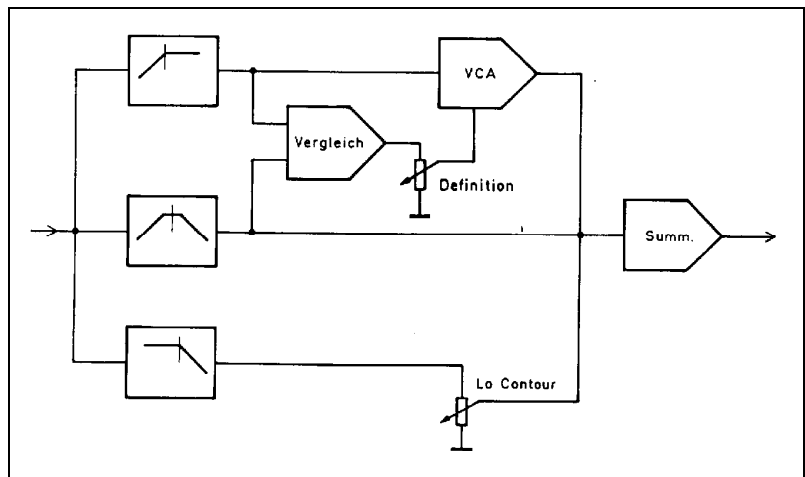 VCA
Vergleich
Definition
Summ.
Lo Contour